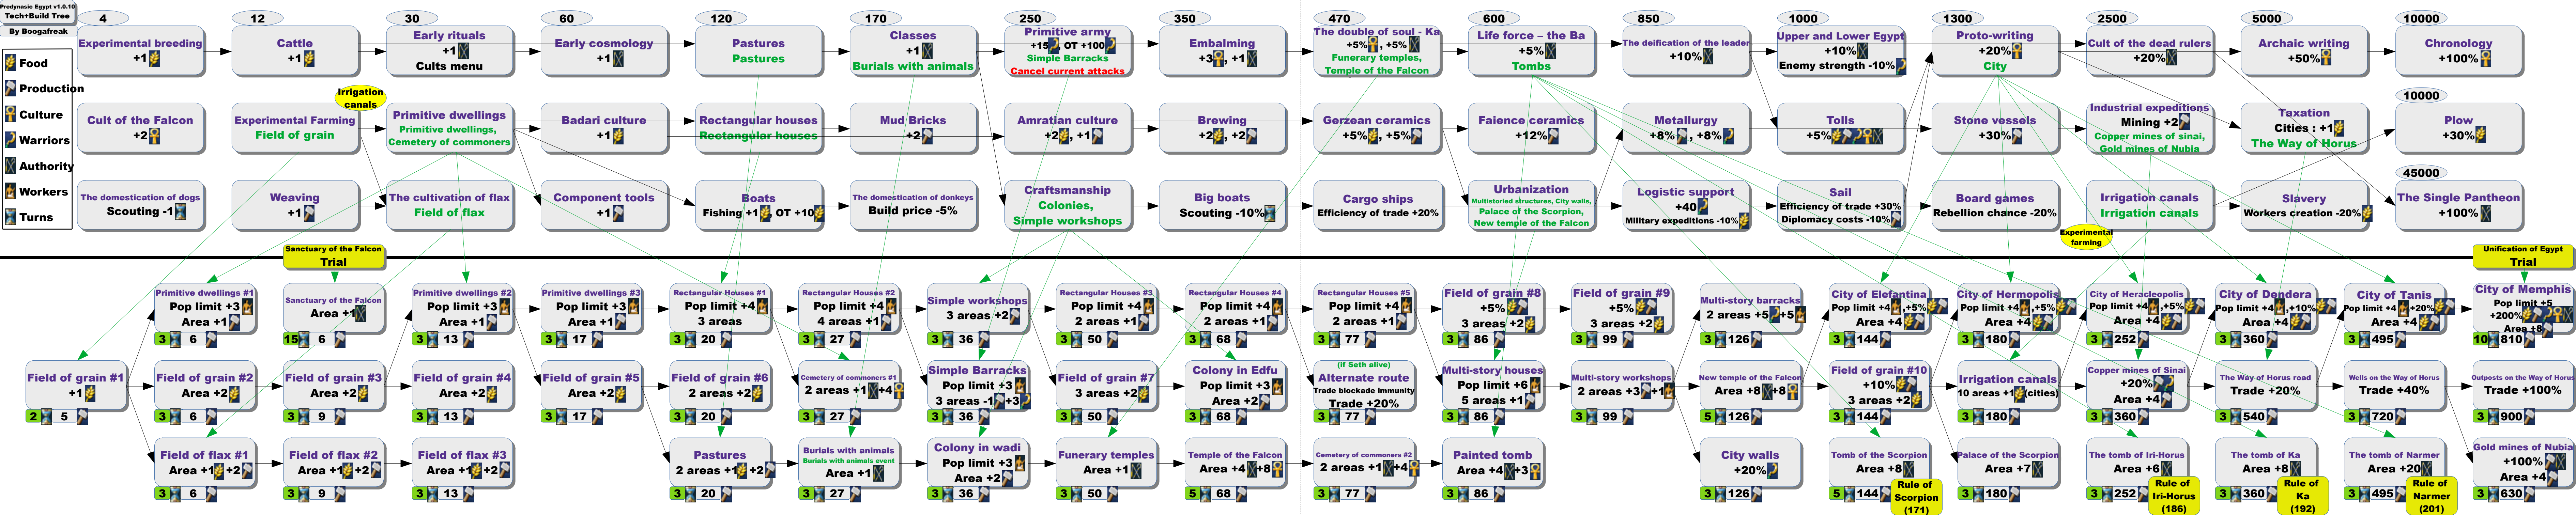 Predynasic Egypt v1.0.10
Tech+Build Tree
By Boogafreak
Food
Production
Culture
Warriors
Authority
Workers
Turns
4
12
30
60
120
170
250
350
470
600
850
1000
1300
2500
5000
10000
Experimental breeding
+1
Cattle
+1
Early rituals
+1
Cults menu
Early cosmology
+1
Pastures
Pastures
Classes
+1
Burials with animals
Primitive army
+15, OT +100
Simple Barracks
Cancel current attacks
Embalming
+3, +1
The double of soul - Ka
+5%, +5%
Funerary temples,
Temple of the Falcon
Life force – the Ba
+5%
Tombs
The deification of the leader
+10%
Upper and Lower Egypt
+10%
Enemy strength -10%
Proto-writing
+20%
City
Cult of the dead rulers
+20%
Archaic writing
+50%
Chronology
+100%
Irrigation
canals
10000
Cult of the Falcon
+2
Experimental Farming
Field of grain
Primitive dwellings
Primitive dwellings,
Cemetery of commoners
Badari culture
+1
Rectangular houses
Rectangular houses
Mud Bricks
+2
Amratian culture
+2, +1
Brewing
+2, +2
Gerzean ceramics
+5%, +5%
Faience ceramics
+12%
Metallurgy
+8%, +8%
Tolls
+5%
Stone vessels
+30%
Industrial expeditions
Mining +2
Copper mines of sinai,
Gold mines of Nubia
Taxation
Cities : +1
The Way of Horus
Plow
+30%
45000
The domestication of dogs
Scouting -1
Weaving
+1
The cultivation of flax
Field of flax
Component tools
+1
Boats
Fishing +1 OT +10
The domestication of donkeys
Build price -5%
Craftsmanship
Colonies,
Simple workshops
Big boats
Scouting -10%
Cargo ships
Efficiency of trade +20%
Urbanization
Multistoried structures, City walls,
Palace of the Scorpion,
New temple of the Falcon
Logistic support
+40
Military expeditions -10%
Sail
Efficiency of trade +30%
Diplomacy costs -10%
Board games
Rebellion chance -20%
Irrigation canals
Irrigation canals
Slavery
Workers creation -20%
The Single Pantheon
+100%
Experimental
farming
Sanctuary of the Falcon
Trial
Unification of Egypt
Trial
Primitive dwellings #1
Pop limit +3
Area +1
3 6
Sanctuary of the Falcon
Area +1
15 6
Primitive dwellings #2
Pop limit +3
Area +1
3 13
Primitive dwellings #3
Pop limit +3
Area +1
3 17
Rectangular Houses #1
Pop limit +4
3 areas
3 20
Rectangular Houses #2
Pop limit +4
4 areas +1
3 27
Simple workshops
3 areas +2
3 36
Rectangular Houses #3
Pop limit +4
2 areas +1
3 50
Rectangular Houses #4
Pop limit +4
2 areas +1
3 68
Rectangular Houses #5
Pop limit +4
2 areas +1
3 77
Field of grain #8
+5%
3 areas +2
3 86
Field of grain #9
+5%
3 areas +2
3 99
Multi-story barracks
2 areas +5+5
3 126
City of Elefantina
Pop limit +4,+5%
Area +4
3 144
City of Hermopolis
Pop limit +4,+5%
Area +4
3 180
City of Heracleopolis
Pop limit +4,+5%
Area +4
3 252
City of Dendera
Pop limit +4,+10%
Area +4
3 360
City of Tanis
Pop limit +4+20%
Area +4
3 495
City of Memphis
Pop limit +5
+200%
Area +8
10 810
Field of grain #1
+1
2 5
Field of grain #2
Area +2
3 6
Field of grain #3
Area +2
3 9
Field of grain #4
Area +2
3 13
Field of grain #5
Area +2
3 17
Field of grain #6
2 areas +2
3 20
Cemetery of commoners #1
2 areas +1+4
3 27
Simple Barracks
Pop limit +3
3 areas -1+3
3 36
Field of grain #7
3 areas +2
3 50
Colony in Edfu
Pop limit +3
Area +2
3 68
(if Seth alive)
Alternate route
Trade blockade immunity
Trade +20%
3 77
Multi-story houses
Pop limit +6
5 areas +1
3 86
Multi-story workshops
2 areas +3+1
3 99
New temple of the Falcon
Area +8+8
5 126
Field of grain #10
+10%
3 areas +2
3 144
Irrigation canals
10 areas +1(cities)
3 180
Copper mines of Sinai
+20%
Area +4
3 360
The Way of Horus road
Trade +20%
3 540
Wells on the Way of Horus
Trade +40%
3 720
Outposts on the Way of Horus
Trade +100%
3 900
Field of flax #1
Area +1+2
3 6
Field of flax #2
Area +1+2
3 9
Field of flax #3
Area +1+2
3 13
Pastures
2 areas +1+2
3 20
Burials with animals
Burials with animals event
Area +1
3 27
Colony in wadi
Pop limit +3
Area +2
3 36
Funerary temples
Area +1
3 50
Temple of the Falcon
Area +4+8
5 68
Cemetery of commoners #2
2 areas +1+4
3 77
Painted tomb
Area +4+3
3 86
City walls
+20%
3 126
Tomb of the Scorpion
Area +8
5 144
Rule of
Scorpion
(171)
Palace of the Scorpion
Area +7
3 180
The tomb of Iri-Horus
Area +6
3 252
Rule of
Iri-Horus
(186)
The tomb of Ka
Area +8
3 360
Rule of
Ka
(192)
The tomb of Narmer
Area +20
3 495
Rule of
Narmer
(201)
Gold mines of Nubia
+100%
Area +4
3 630